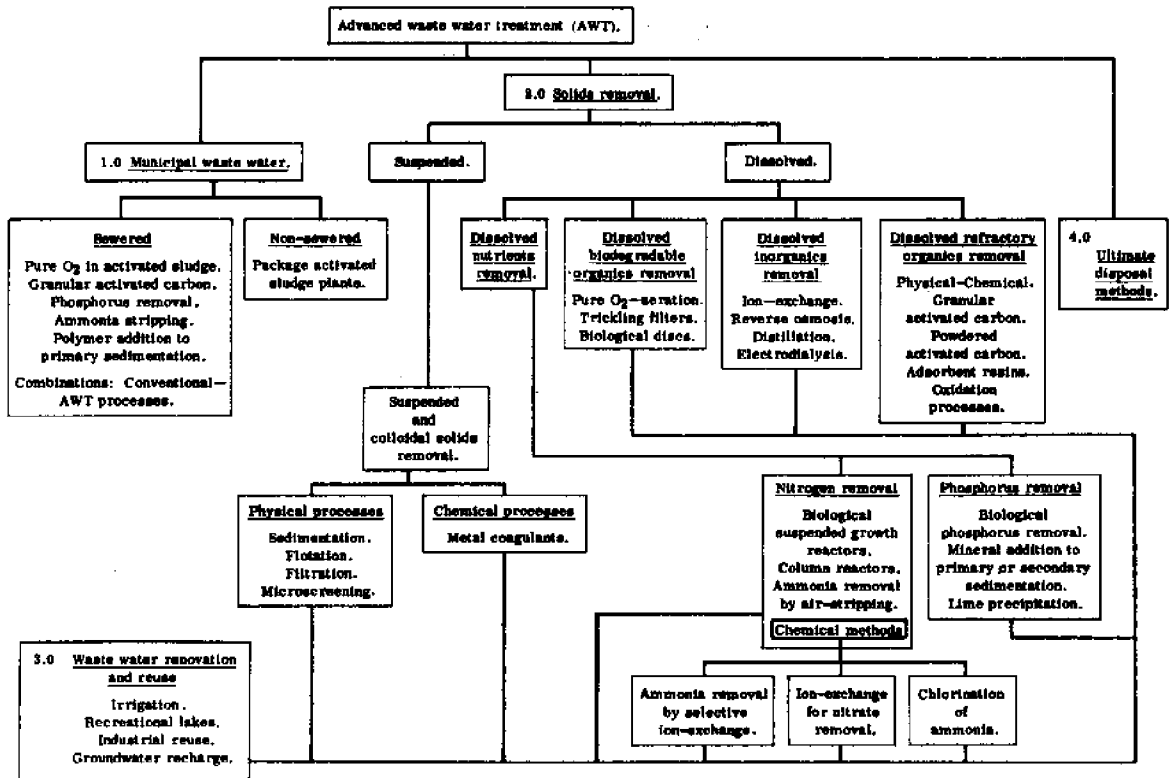 Advanced waste water treatment (AWT).
2.0 Solids removal.
1.0 Municipal waste water.
Suspended.
Dissolved.
Sewered
Pure O2 in activated sludge.
Granular activated carbon.
Phosphorus removal.
Ammonia stripping.
Polymer addition to
primary sedimentation.
Combinations: Conventional—
AWT processes.
Non-sewered
Package activated
sludge plants.
Dissolved
nutrients
removal.
Dissolved
biodegradable
organics removal
Pure O2-aeration.
Trickling filters.
Biological discs.
Dissolved
inorganics
removal
Ion-exchange.
Reverse osmosis.
Distillation.
Electrodialysis.
Dissolved refractory
organics removal
Physical-Chemical.
Granular
activated carbon.
Powdered
activated carbon.
Adsorbent resins.
Oxidation
processes.
4.0
Ultimate
disposal
methods.
Suspended
and
colloidal solids
removal.
Physical processes
Sedimentation.
Flotation.
Filtration.
Microscreening.
Chemical processes
Metal coagulants.
Nitrogen removal
Biological
suspended growth
reactors.
Column reactors.
Ammonia removal
by air-stripping.
Chemical methods
Phosphorus removal
Biological
phosphorus removal.
Mineral addition to
primary or secondary
sedimentation.
Lime precipitation.
3.0 Waste water renovation
and reuse
Irrigation.
Recreational lakes.
Industrial reuse.
Groundwater recharge.
Ammonia removal
by selective
ion-exchange.
Ion-exchange
for nitrate
removal.
Chlorination
of
ammonia.